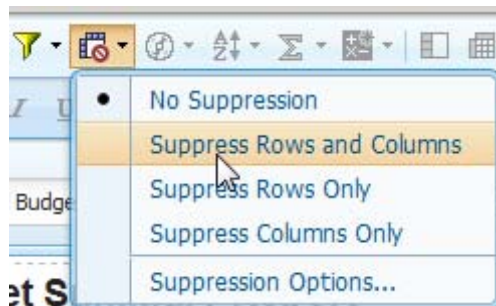 I U
No Suppression
Suppress Rows and Columns
Suppress Rows Only
Budge
Suppress Columns Only
Suppression Options...
et S